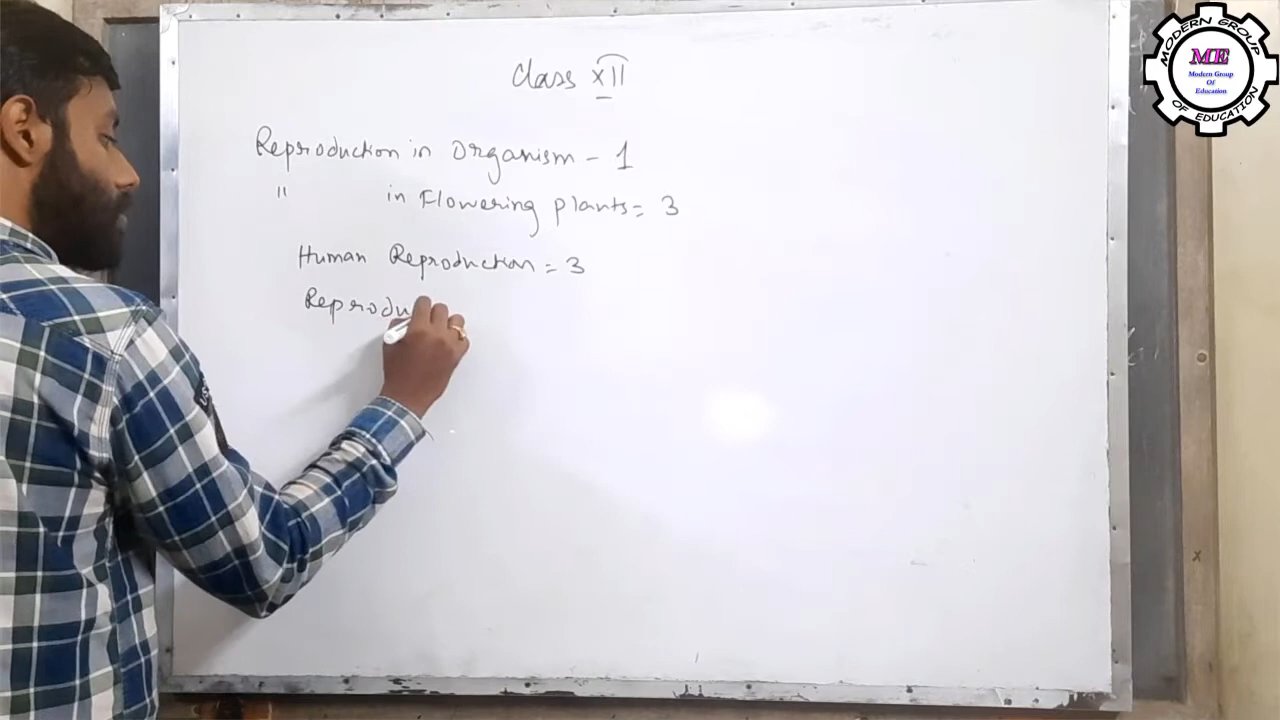 Class XII
Reproduction in Organism - 1
" in Flowering plants = 3
Human Reproduction = 3
Reprodu
MODERN GROUP
ME
Modern Group
Of
Education
OF EDUCATION